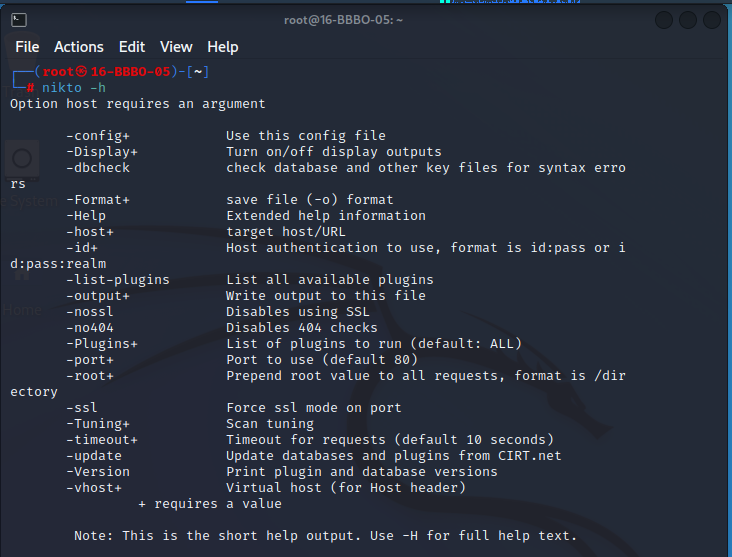 root@16-BBBO-05: ~
File Actions Edit View Help
┌──(root㉿16-BBBO-05)-[~]
└─# nikto -h
Option host requires an argument
-config+ Use this config file
-Display+ Turn on/off display outputs
-dbcheck check database and other key files for syntax erro
rs
-Format+ save file (-o) format
-Help Extended help information
-host+ target host/URL
-id+ Host authentication to use, format is id:pass or i
d:pass:realm
-list-plugins List all available plugins
-output+ Write output to this file
-nossl Disables using SSL
-no404 Disables 404 checks
-Plugins+ List of plugins to run (default: ALL)
-port+ Port to use (default 80)
-root+ Prepend root value to all requests, format is /dir
ectory
-ssl Force ssl mode on port
-Tuning+ Scan tuning
-timeout+ Timeout for requests (default 10 seconds)
-update Update databases and plugins from CIRT.net
-Version Print plugin and database versions
-vhost+ Virtual host (for Host header)
+ requires a value
Note: This is the short help output. Use -H for full help text.